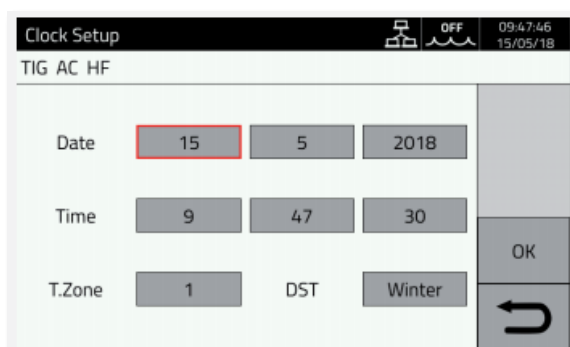 Clock Setup
OFF
09:47:46
15/05/18
TIG AC HF
Date 15 5 2018
Time 9 47 30
OK
T.Zone 1 DST Winter